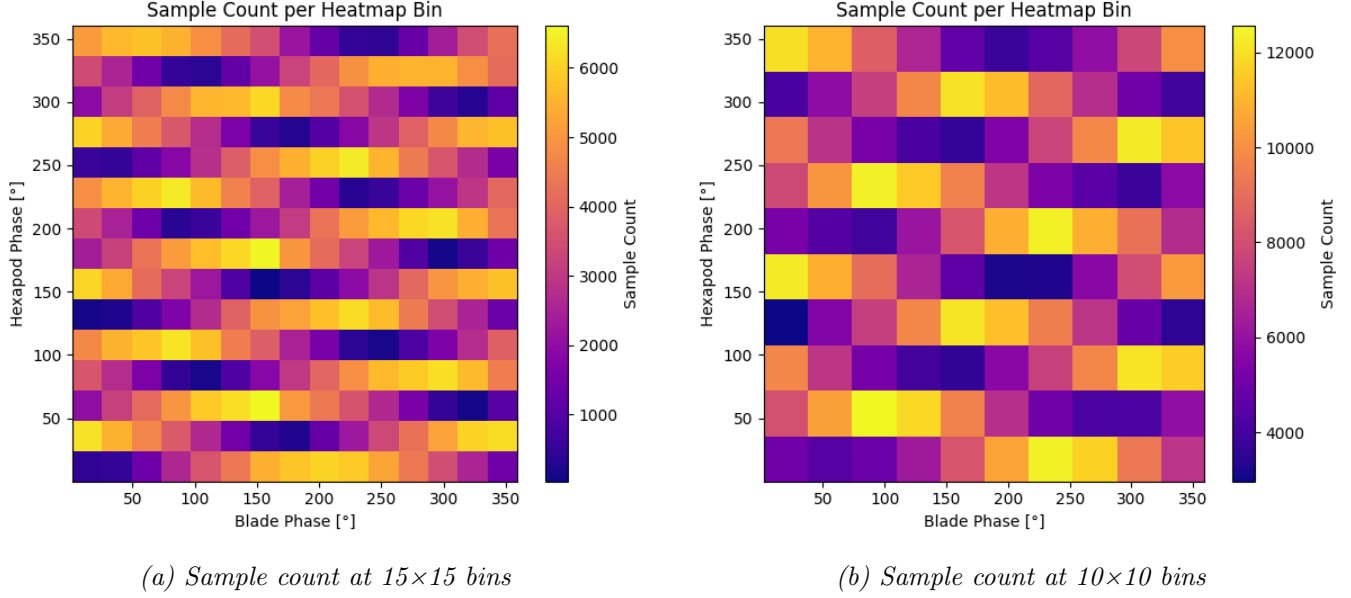 Sample Count per Heatmap Bin
350
300
250
200
150
100
50
Hexapod Phase [°]
50 100 150 200 250 300 350
Blade Phase [°]
6000
5000
4000
3000
2000
1000
Sample Count
(a) Sample count at 15×15 bins
Sample Count per Heatmap Bin
350
300
250
200
150
100
50
Hexapod Phase [°]
50 100 150 200 250 300 350
Blade Phase [°]
12000
10000
8000
6000
4000
Sample Count
(b) Sample count at 10×10 bins